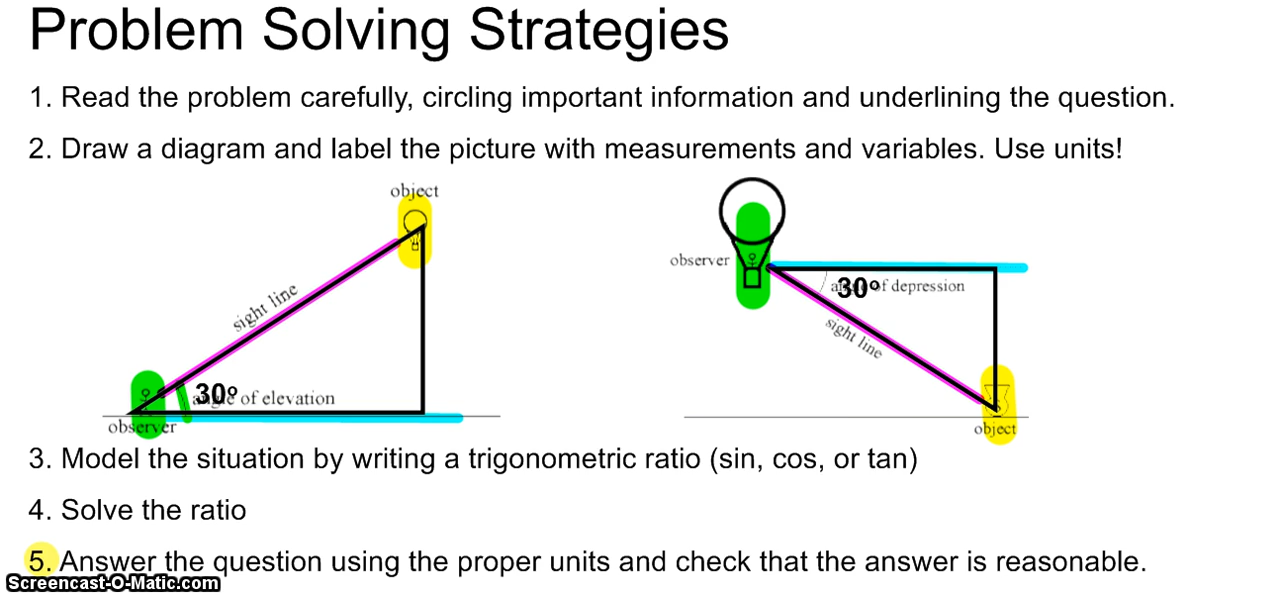 Problem Solving Strategies
1. Read the problem carefully, circling important information and underlining the question.
2. Draw a diagram and label the picture with measurements and variables. Use units!
object
sight line
30º
of elevation
observer
observer
30º
of depression
sight line
object
3. Model the situation by writing a trigonometric ratio (sin, cos, or tan)
4. Solve the ratio
5. Answer the question using the proper units and check that the answer is reasonable.
Screencast-O-Matic.com